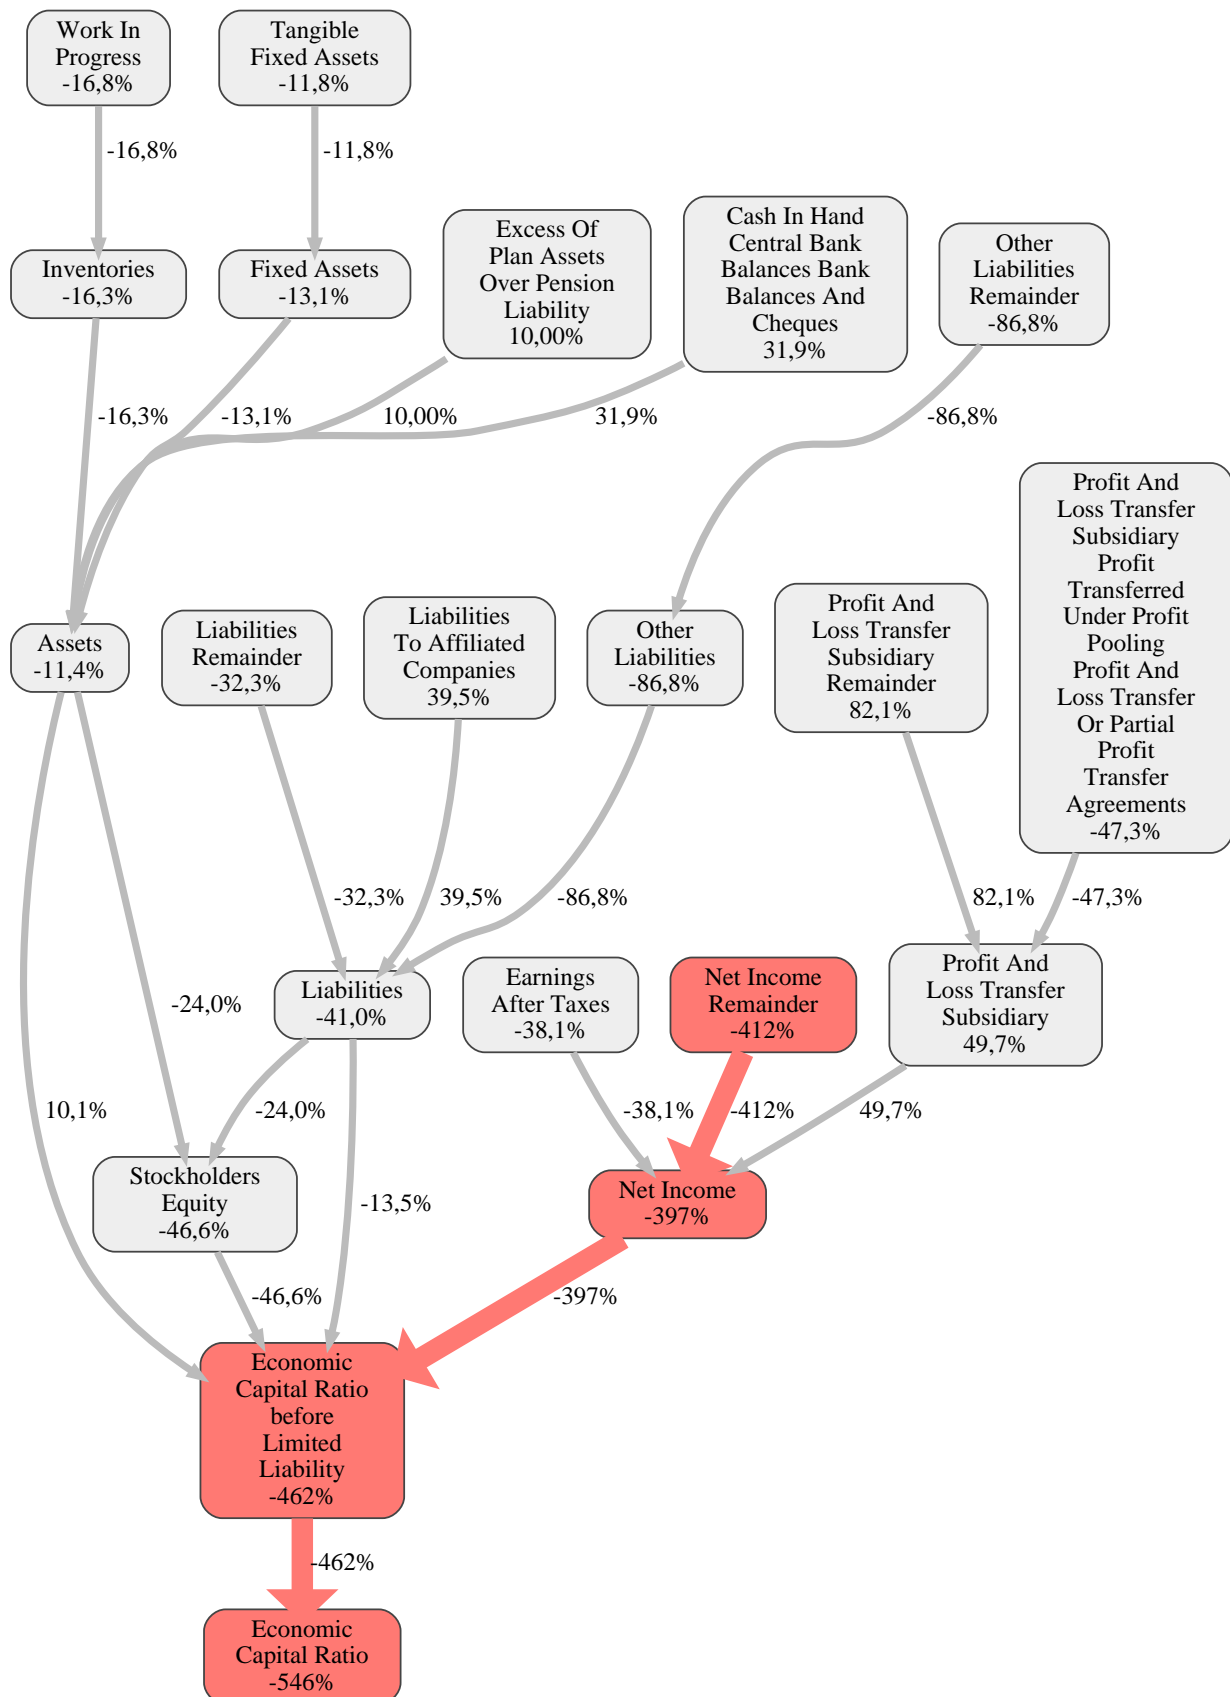 Work In
Progress
-16,8%
Tangible
Fixed Assets
-11,8%
-16,8%
-11,8%
Inventories
-16,3%
Fixed Assets
-13,1%
Excess Of
Plan Assets
Over Pension
Liability
10,00%
Cash In Hand
Central Bank
Balances Bank
Balances And
Cheques
31,9%
Other
Liabilities
Remainder
-86,8%
-16,3%
-13,1%
10,00%
31,9%
-86,8%
Assets
-11,4%
Liabilities
Remainder
-32,3%
Liabilities
To Affiliated
Companies
39,5%
Other
Liabilities
-86,8%
Profit And
Loss Transfer
Subsidiary
Remainder
82,1%
Profit And
Loss Transfer
Subsidiary
Profit
Transferred
Under Profit
Pooling
Profit And
Loss Transfer
Or Partial
Profit
Transfer
Agreements
-47,3%
-32,3%
39,5%
-86,8%
82,1%
-47,3%
-24,0%
Liabilities
-41,0%
Earnings
After Taxes
-38,1%
Net Income
Remainder
-412%
Profit And
Loss Transfer
Subsidiary
49,7%
10,1%
-24,0%
-38,1%
-412%
49,7%
Stockholders
Equity
-46,6%
-13,5%
Net Income
-397%
-46,6%
-397%
Economic
Capital Ratio
before
Limited
Liability
-462%
-462%
Economic
Capital Ratio
-546%